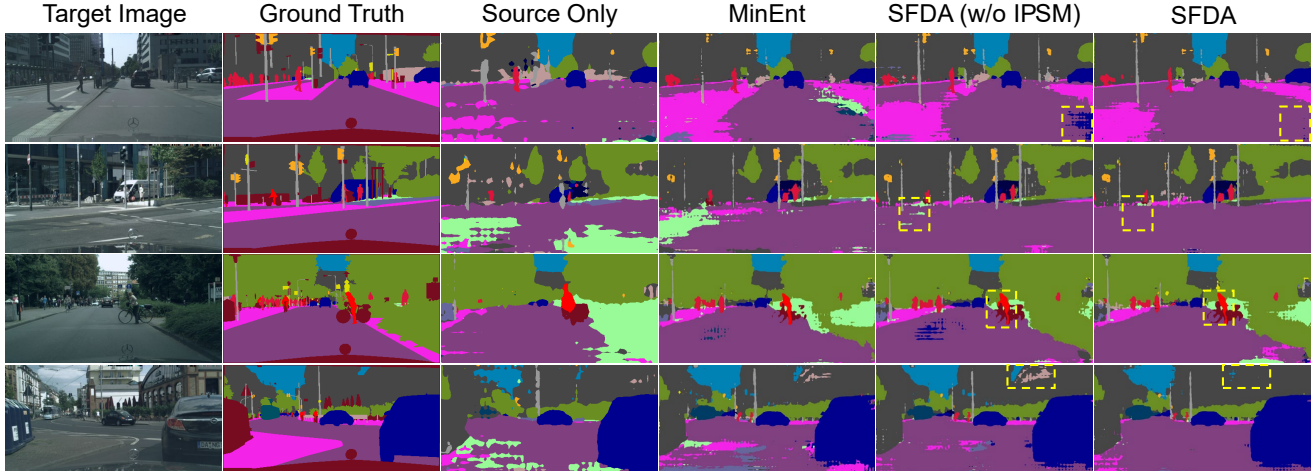 Target Image
Ground Truth
Source Only
MinEnt
SFDA (w/o IPSM)
SFDA